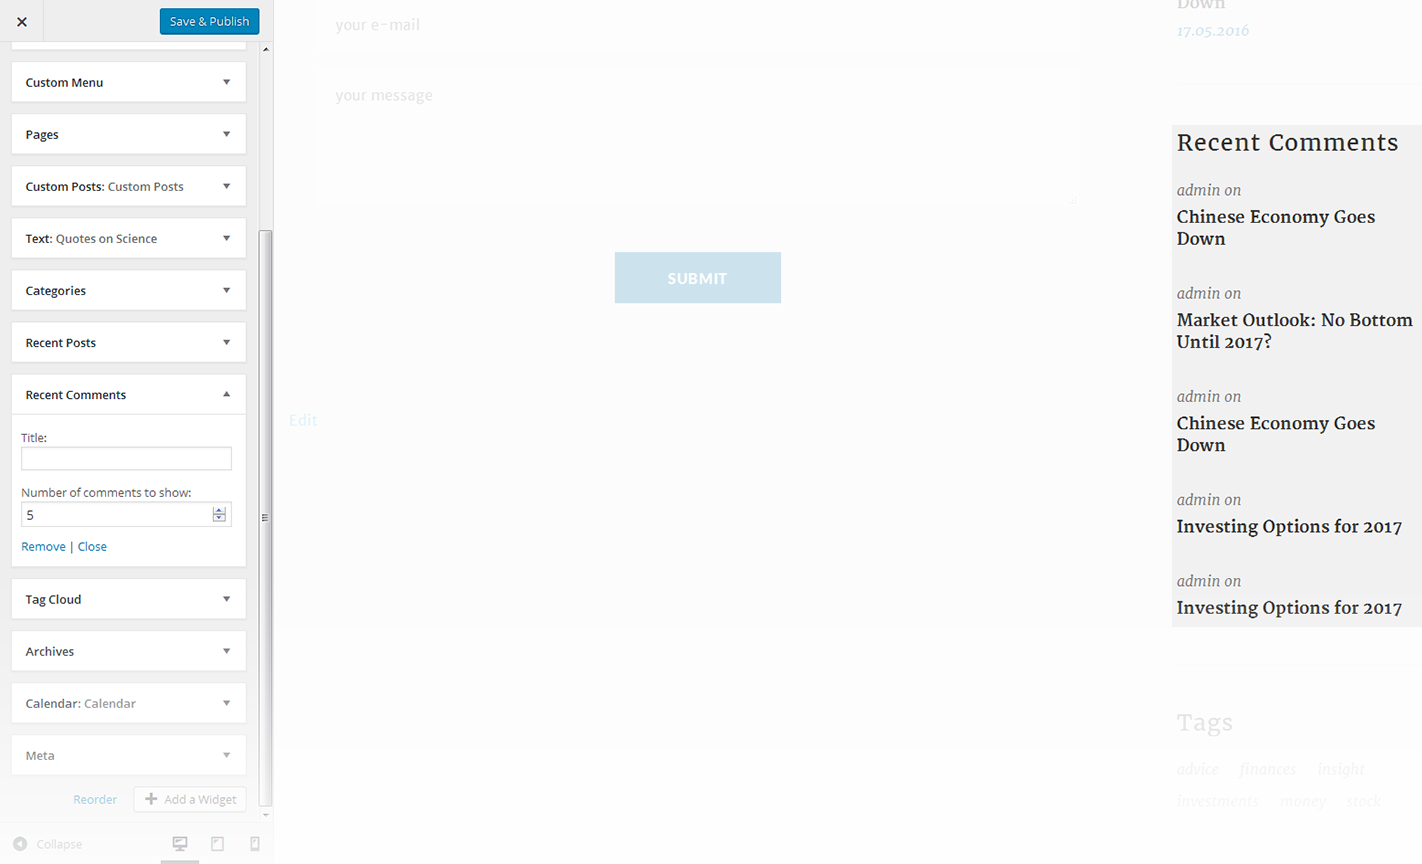 Save & Publish
Custom Menu
Pages
Custom Posts: Custom Posts
Text: Quotes on Science
Categories
Recent Posts
Recent Comments
Title:
Number of comments to show:
5
Remove | Close
Tag Cloud
Archives
Calendar: Calendar
Meta
Reorder
Add a Widget
Collapse
your e-mail
your message
SUBMIT
Edit
Down
17.05.2016
Recent Comments
admin on
Chinese Economy Goes
Down
admin on
Market Outlook: No Bottom
Until 2017?
admin on
Chinese Economy Goes
Down
admin on
Investing Options for 2017
admin on
Investing Options for 2017
Tags
advice finances insight
investments money stock